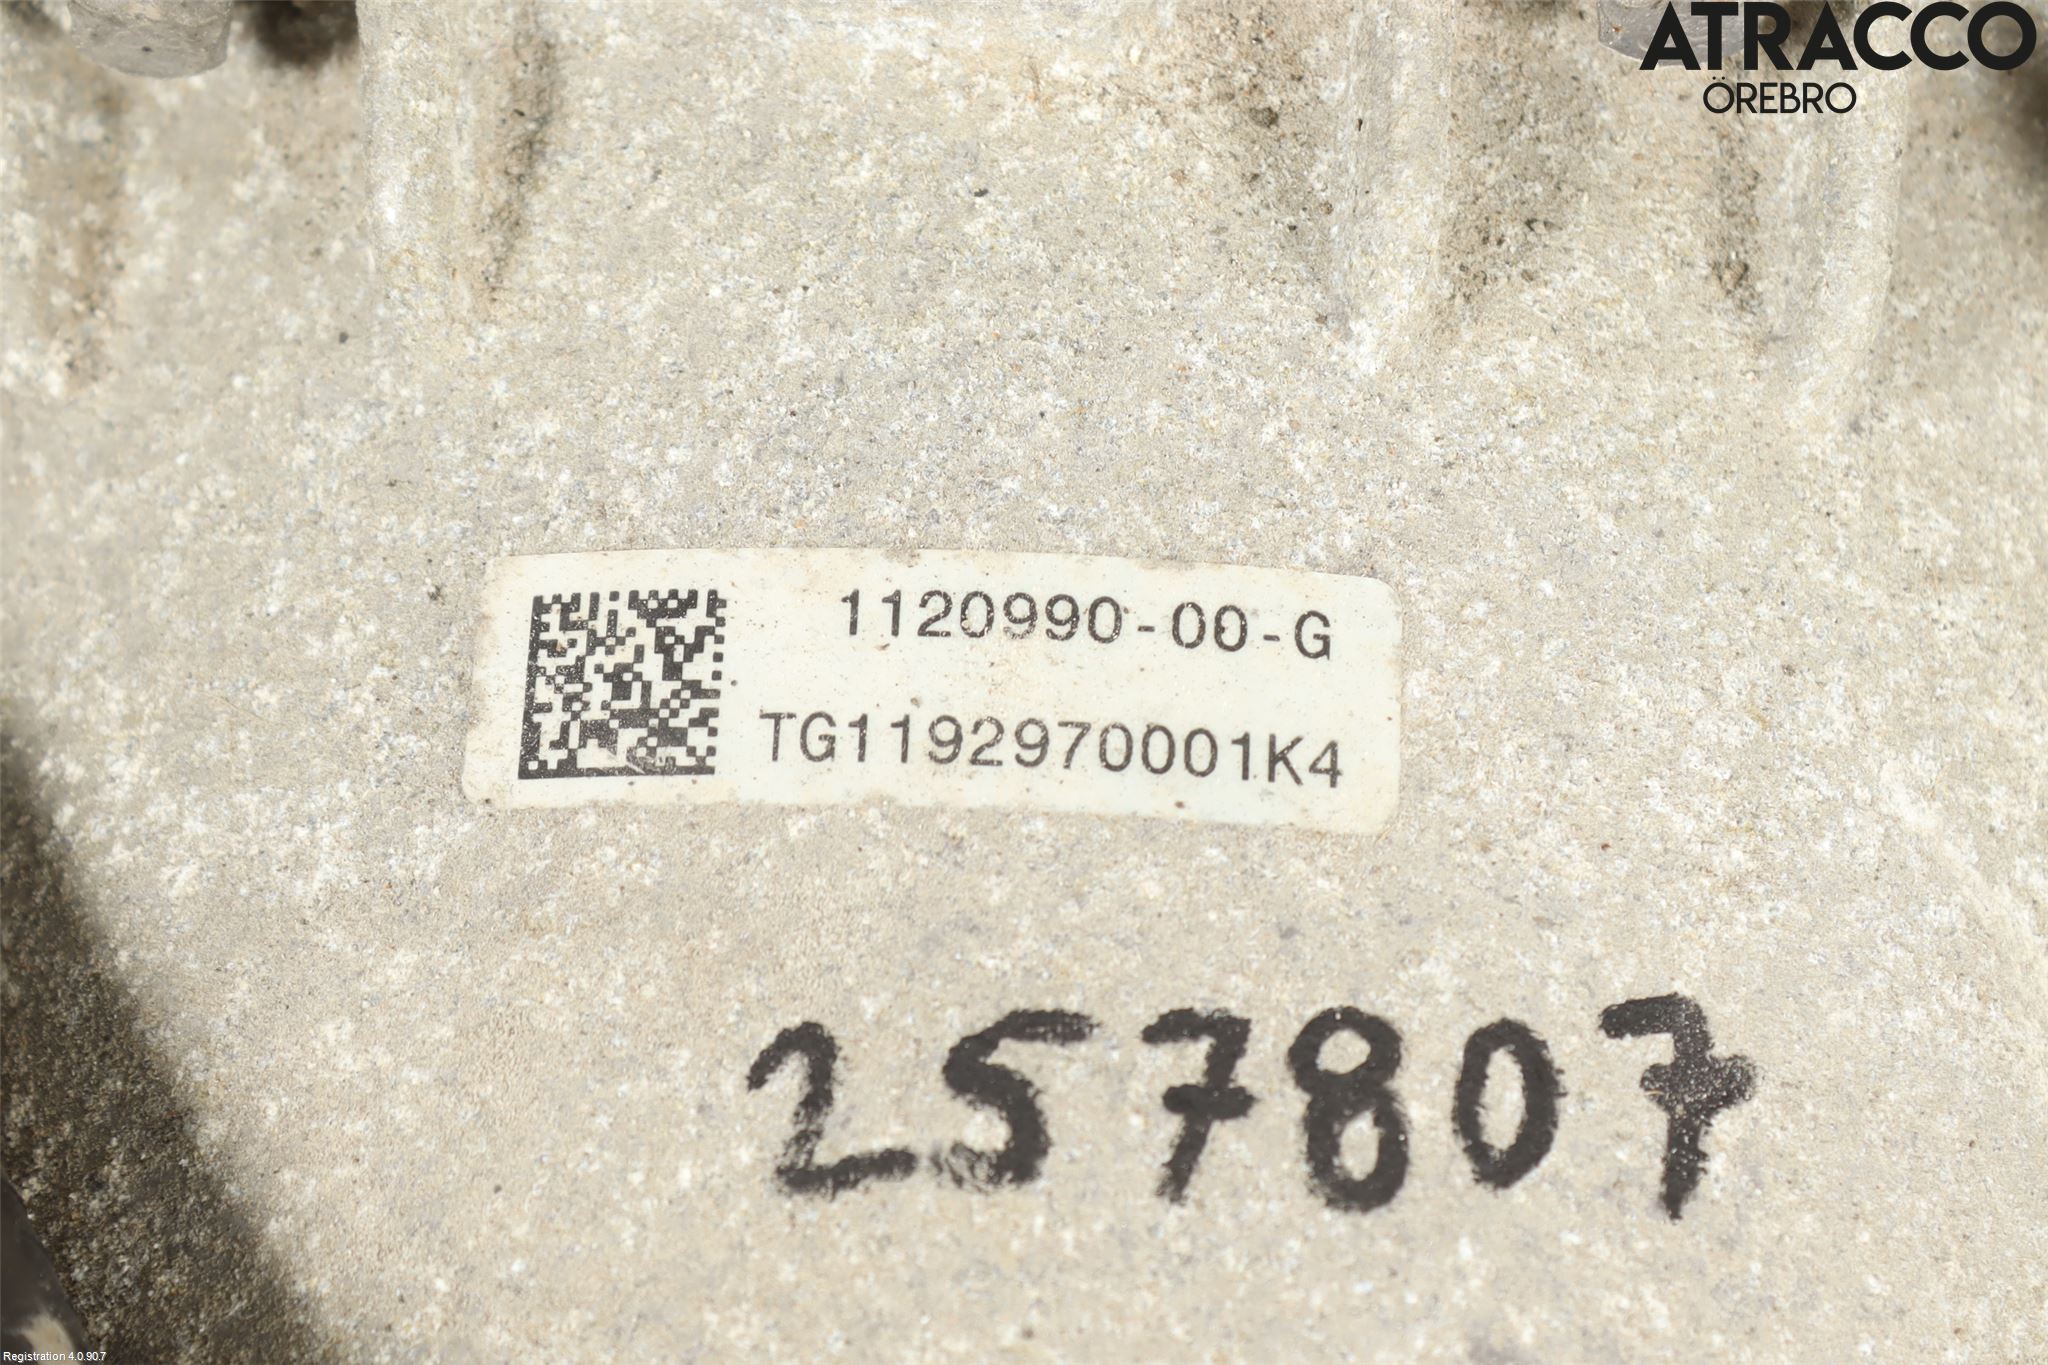 ATRACCO
ÖREBRO
1120990-00-G
TG1192970001K4
257807
Registration 4.0.90.7